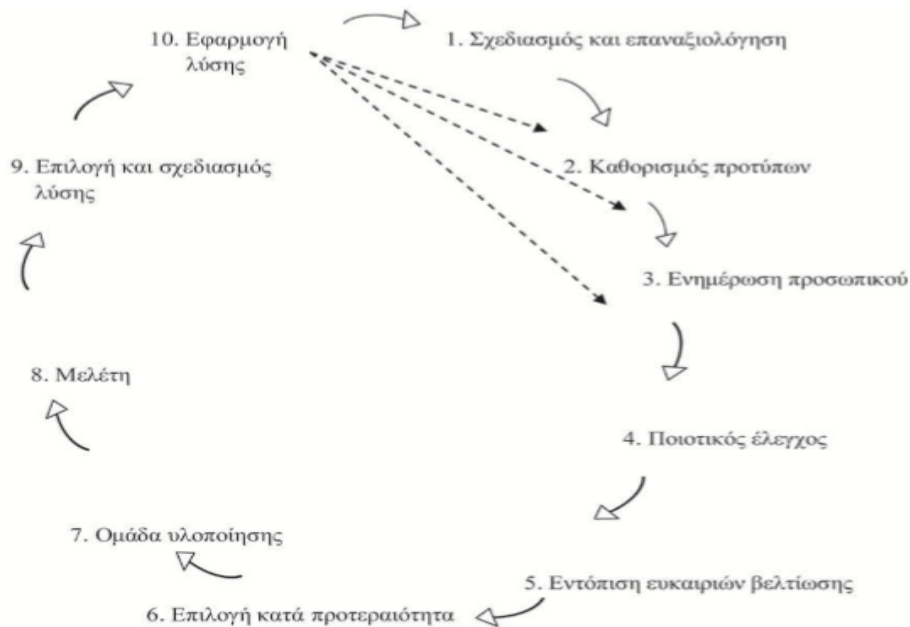 10. Εφαρμογή
λύσης
1. Σχεδιασμός και επαναξιολόγηση
2. Καθορισμός προτύπων
3. Ενημέρωση προσωπικού
4. Ποιοτικός έλεγχος
5. Εντόπιση ευκαιριών βελτίωσης
6. Επιλογή κατά προτεραιότητα
7. Ομάδα υλοποίησης
8. Μελέτη
9. Επιλογή και σχεδιασμός
λύσης